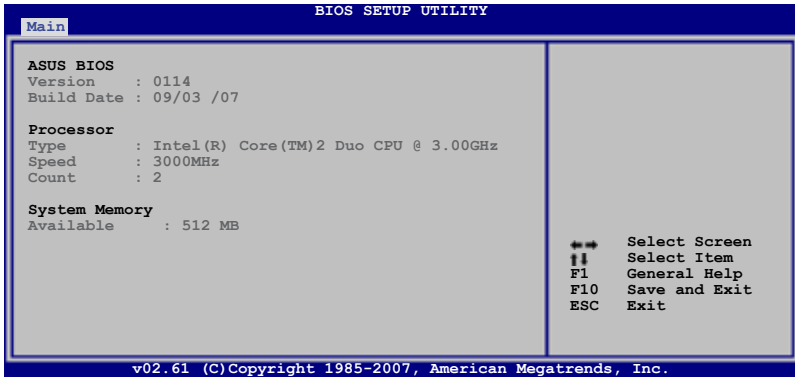 BIOS SETUP UTILITY
Main
ASUS BIOS
Version : 0114
Build Date : 09/03 /07
Processor
Type : Intel(R) Core(TM)2 Duo CPU @ 3.00GHz
Speed : 3000MHz
Count : 2
System Memory
Available : 512 MB
←→ Select Screen
↑↓ Select Item
F1 General Help
F10 Save and Exit
ESC Exit
v02.61 (C)Copyright 1985-2007, American Megatrends, Inc.